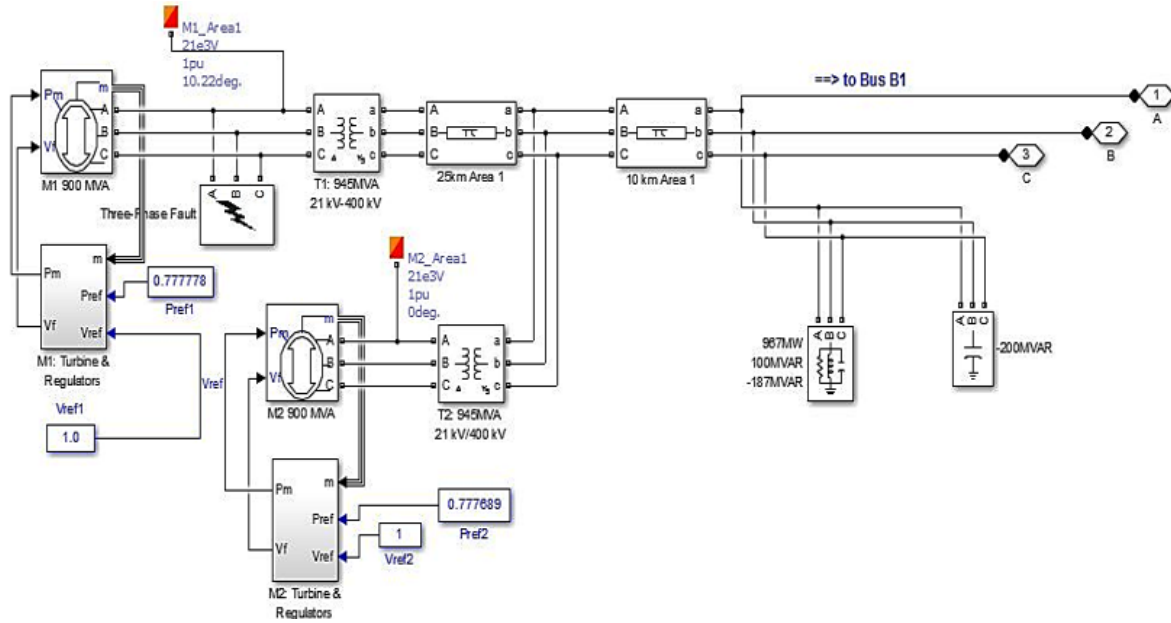 M1_Area1
21e3V
1pu
10.22deg.
Pm
m
A
B
C
Vf
M1 900 MVA
A
B
C
a
b
c
T1: 945MVA
21 kV-400 kV
A
B
C
a
b
c
25km Area 1
A
B
C
a
b
c
10 km Area 1
==> to Bus B1
1
A
2
B
3
C
A B C
Three-Phase Fault
Pm
Vf
m
Pref
Vref
M1: Turbine &
Regulators
0.777778
Pref1
Vref
Vref1
1.0
M2_Area1
21e3V
1pu
0deg.
Pm
m
A
B
C
Vf
M2 900 MVA
A
B
C
a
b
c
T2: 945MVA
21 kV/400 kV
A B C
967MW
100MVAR
-187MVAR
A B C
-200MVAR
Pm
Vf
m
Pref
Vref
M2: Turbine &
Regulators
0.777689
Pref2
1
Vref2